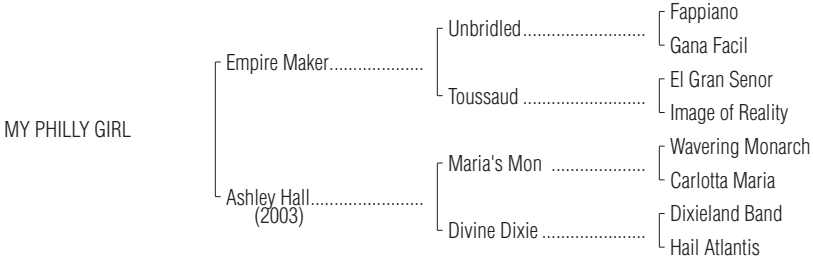 Fappiano
Unbridled..........................
Gana Facil
Empire Maker....................
El Gran Senor
Toussaud ..........................
Image of Reality
MY PHILLY GIRL
Wavering Monarch
Maria's Mon ....................
Carlotta Maria
Ashley Hall........................
(2003)
Dixieland Band
Divine Dixie ......................
Hail Atlantis